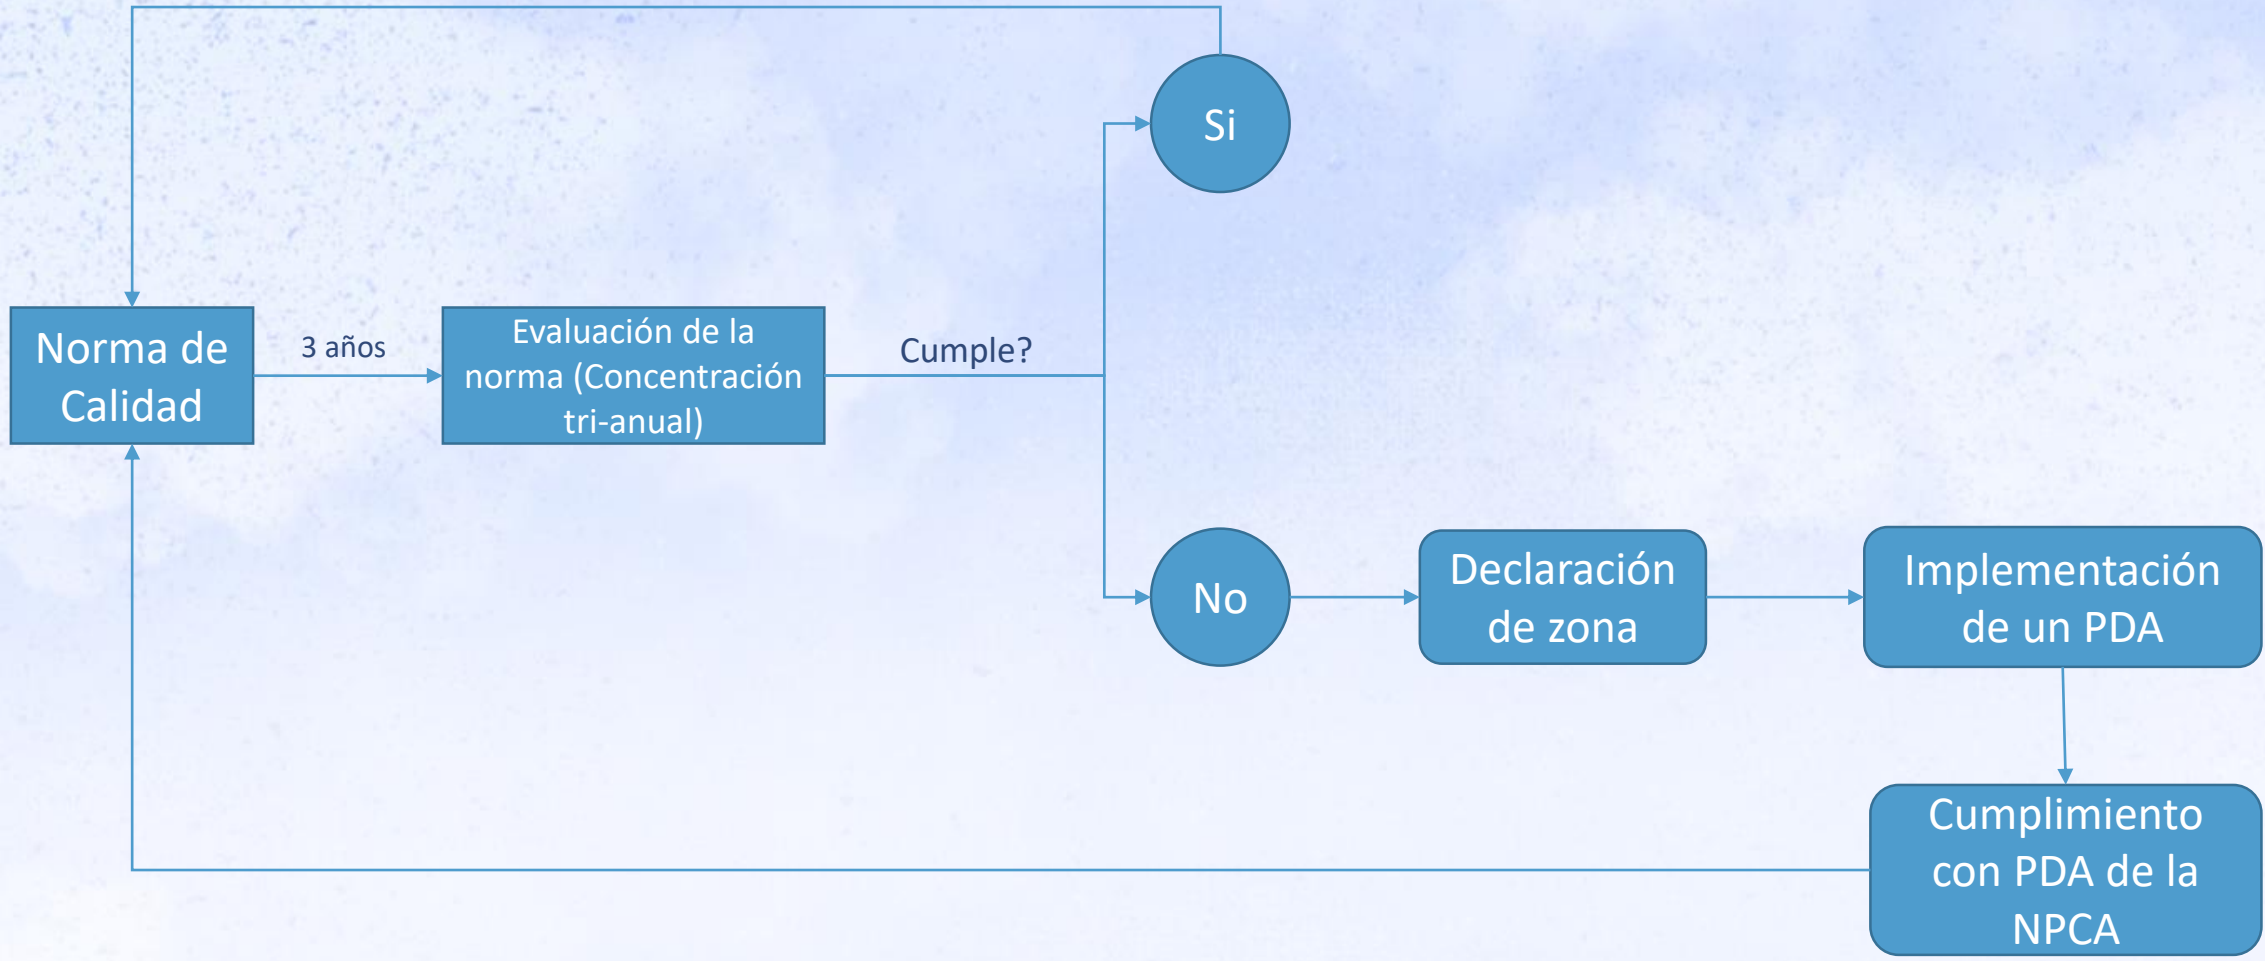 Si
Norma de
Calidad
3 años
Evaluación de la
norma (Concentración
tri-anual)
Cumple?
No
Declaración
de zona
Implementación
de un PDA
Cumplimiento
con PDA de la
NPCA